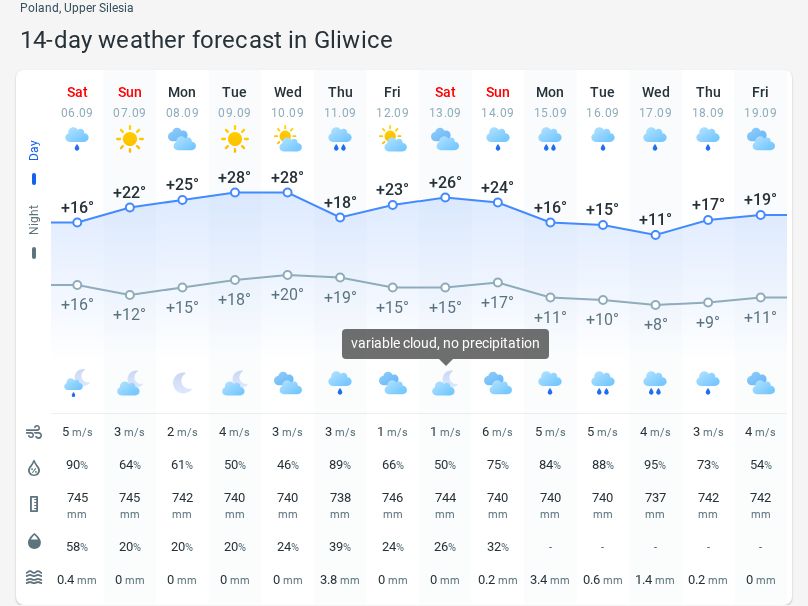 Poland, Upper Silesia
14-day weather forecast in Gliwice
Sat Sun Mon Tue Wed Thu Fri Sat Sun Mon Tue Wed Thu Fri
06.09 07.09 08.09 09.09 10.09 11.09 12.09 13.09 14.09 15.09 16.09 17.09 18.09 19.09
Day
+16° +22° +25° +28° +28° +18° +23° +26° +24° +16° +15° +11° +17° +19°
Night
+16° +12° +15° +18° +20° +19° +15° +15° +17° +11° +10° +8° +9° +11°
variable cloud, no precipitation
5 m/s 3 m/s 2 m/s 4 m/s 3 m/s 3 m/s 1 m/s 1 m/s 6 m/s 5 m/s 5 m/s 4 m/s 3 m/s 4 m/s
90% 64% 61% 50% 46% 89% 66% 50% 75% 84% 88% 95% 73% 54%
745 745 742 740 740 738 746 744 740 740 740 737 742 742
mm mm mm mm mm mm mm mm mm mm mm mm mm mm
58% 20% 20% 20% 24% 39% 24% 26% 32% - - - - -
0.4 mm 0 mm 0 mm 0 mm 0 mm 3.8 mm 0 mm 0 mm 0.2 mm 3.4 mm 0.6 mm 1.4 mm 0.2 mm 0 mm